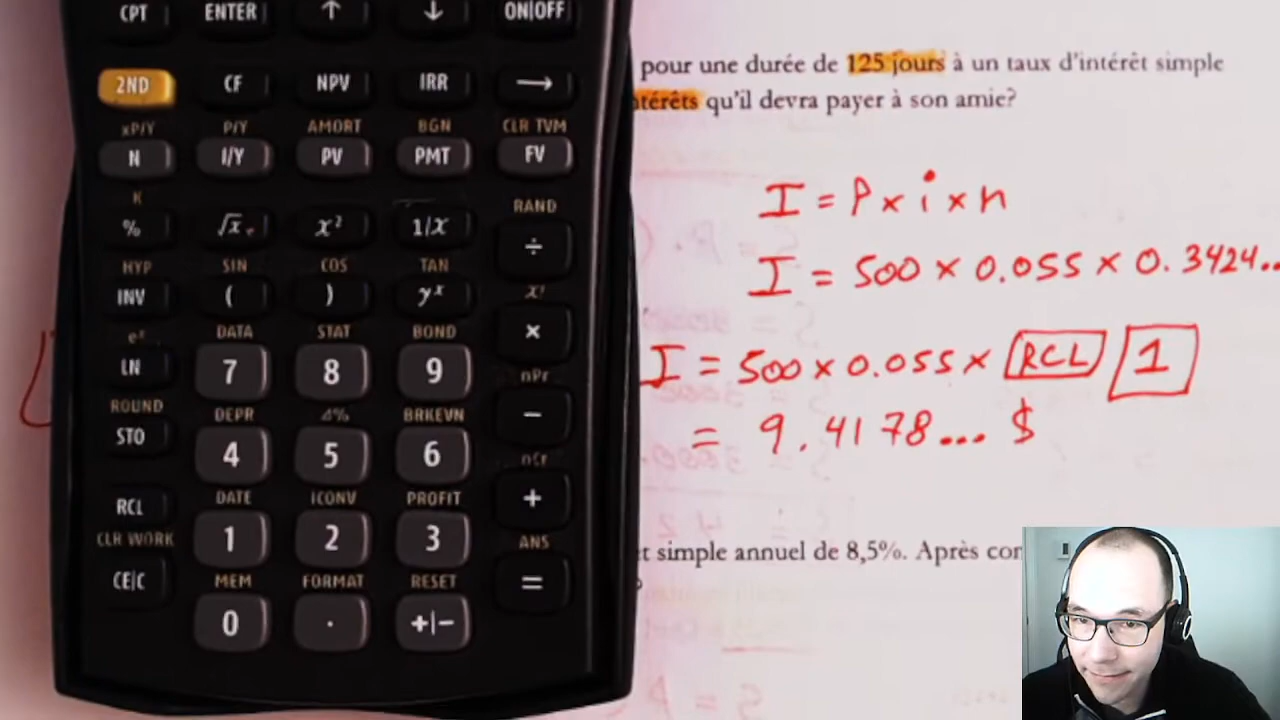 CPT ENTER ↑ ↓ ON|OFF
2ND CF NPV IRR →
xP/Y P/Y AMORT BGN CLR TVM
N I/Y PV PMT FV
K RAND
% √x x² 1/x ÷
HYP SIN COS TAN x!
INV ( ) yˣ ×
eˣ DATA STAT BOND nPr
LN 7 8 9 −
ROUND DEPR Δ% BRKEVN nCr
STO 4 5 6 +
DATE ICONV PROFIT ANS
RCL 1 2 3 =
CLR WORK
CE|C
MEM FORMAT RESET
0 . +|−
pour une durée de 125 jours à un taux d'intérêt simple
térêts qu'il devra payer à son amie?
I = P × i × n
I = 500 × 0.055 × 0.3424..
I = 500 × 0.055 × RCL 1
= 9.4178... $
t simple annuel de 8,5%. Après con